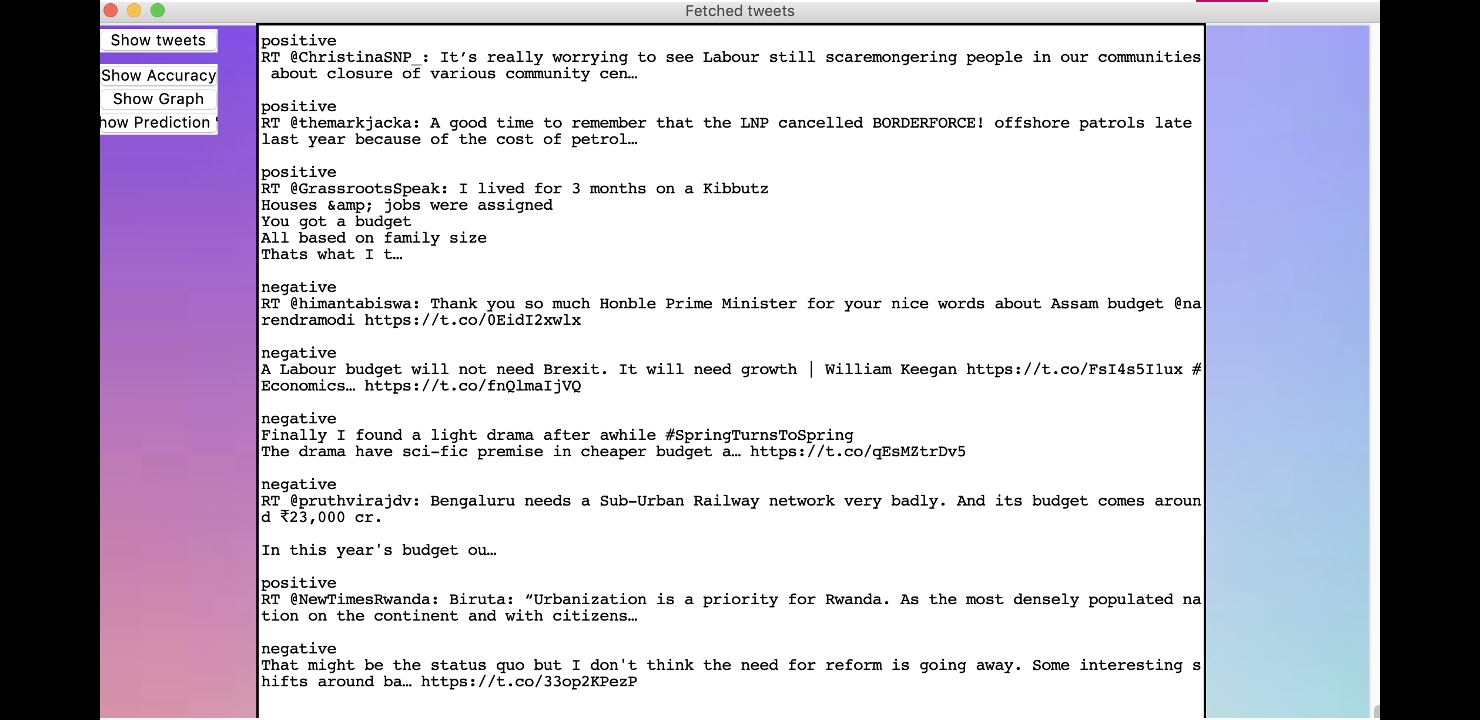 Fetched tweets
Show tweets
Show Accuracy
Show Graph
how Prediction
positive
RT @ChristinaSNP_: It’s really worrying to see Labour still scaremongering people in our communities
about closure of various community cen…
positive
RT @themarkjacka: A good time to remember that the LNP cancelled BORDERFORCE! offshore patrols late
last year because of the cost of petrol…
positive
RT @GrassrootsSpeak: I lived for 3 months on a Kibbutz
Houses &amp; jobs were assigned
You got a budget
All based on family size
Thats what I t…
negative
RT @himantabiswa: Thank you so much Honble Prime Minister for your nice words about Assam budget @na
rendramodi https://t.co/0EidI2xwlx
negative
A Labour budget will not need Brexit. It will need growth | William Keegan https://t.co/FsI4s5I1ux #
Economics… https://t.co/fnQlmaIjVQ
negative
Finally I found a light drama after awhile #SpringTurnsToSpring
The drama have sci-fic premise in cheaper budget a… https://t.co/qEsMZtrDv5
negative
RT @pruthvirajdv: Bengaluru needs a Sub-Urban Railway network very badly. And its budget comes aroun
d ₹23,000 cr.
In this year's budget ou…
positive
RT @NewTimesRwanda: Biruta: “Urbanization is a priority for Rwanda. As the most densely populated na
tion on the continent and with citizens…
negative
That might be the status quo but I don't think the need for reform is going away. Some interesting s
hifts around ba… https://t.co/33op2KPezP